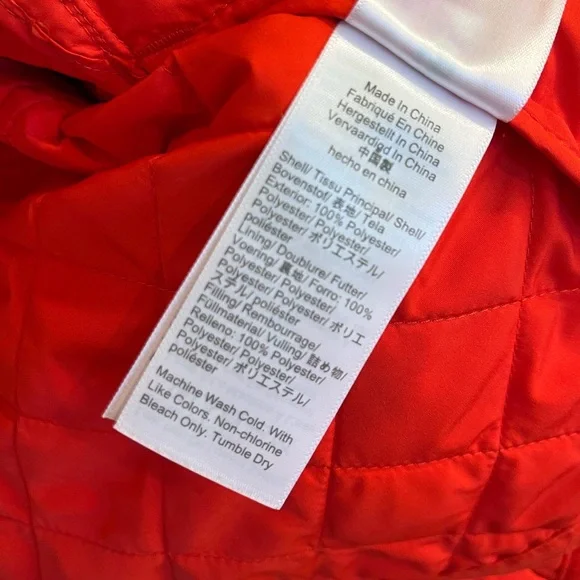 Made In China
Fabriqué En Chine
Hergestellt In China
Vervaardigd In China
中国製
hecho en china
Shell/ Tissu Principal/ Shell/
Bovenstof/ 表地/ Tela
Exterior: 100% Polyester/
Polyester/ Polyester/
Polyester/ ポリエステル/
poliéster
Lining/ Doublure/ Futter/
Voering/ 裏地/ Forro: 100%
Polyester/ Polyester/
Polyester/ Polyester/ ポリエ
ステル/ poliéster
Filling/ Rembourrage/
Füllmaterial/ Vulling/ 詰め物/
Relleno: 100% Polyester/
Polyester/ Polyester/
Polyester/ ポリエステル/
poliéster
Machine Wash Cold. With
Like Colors. Non-chlorine
Bleach Only. Tumble Dry